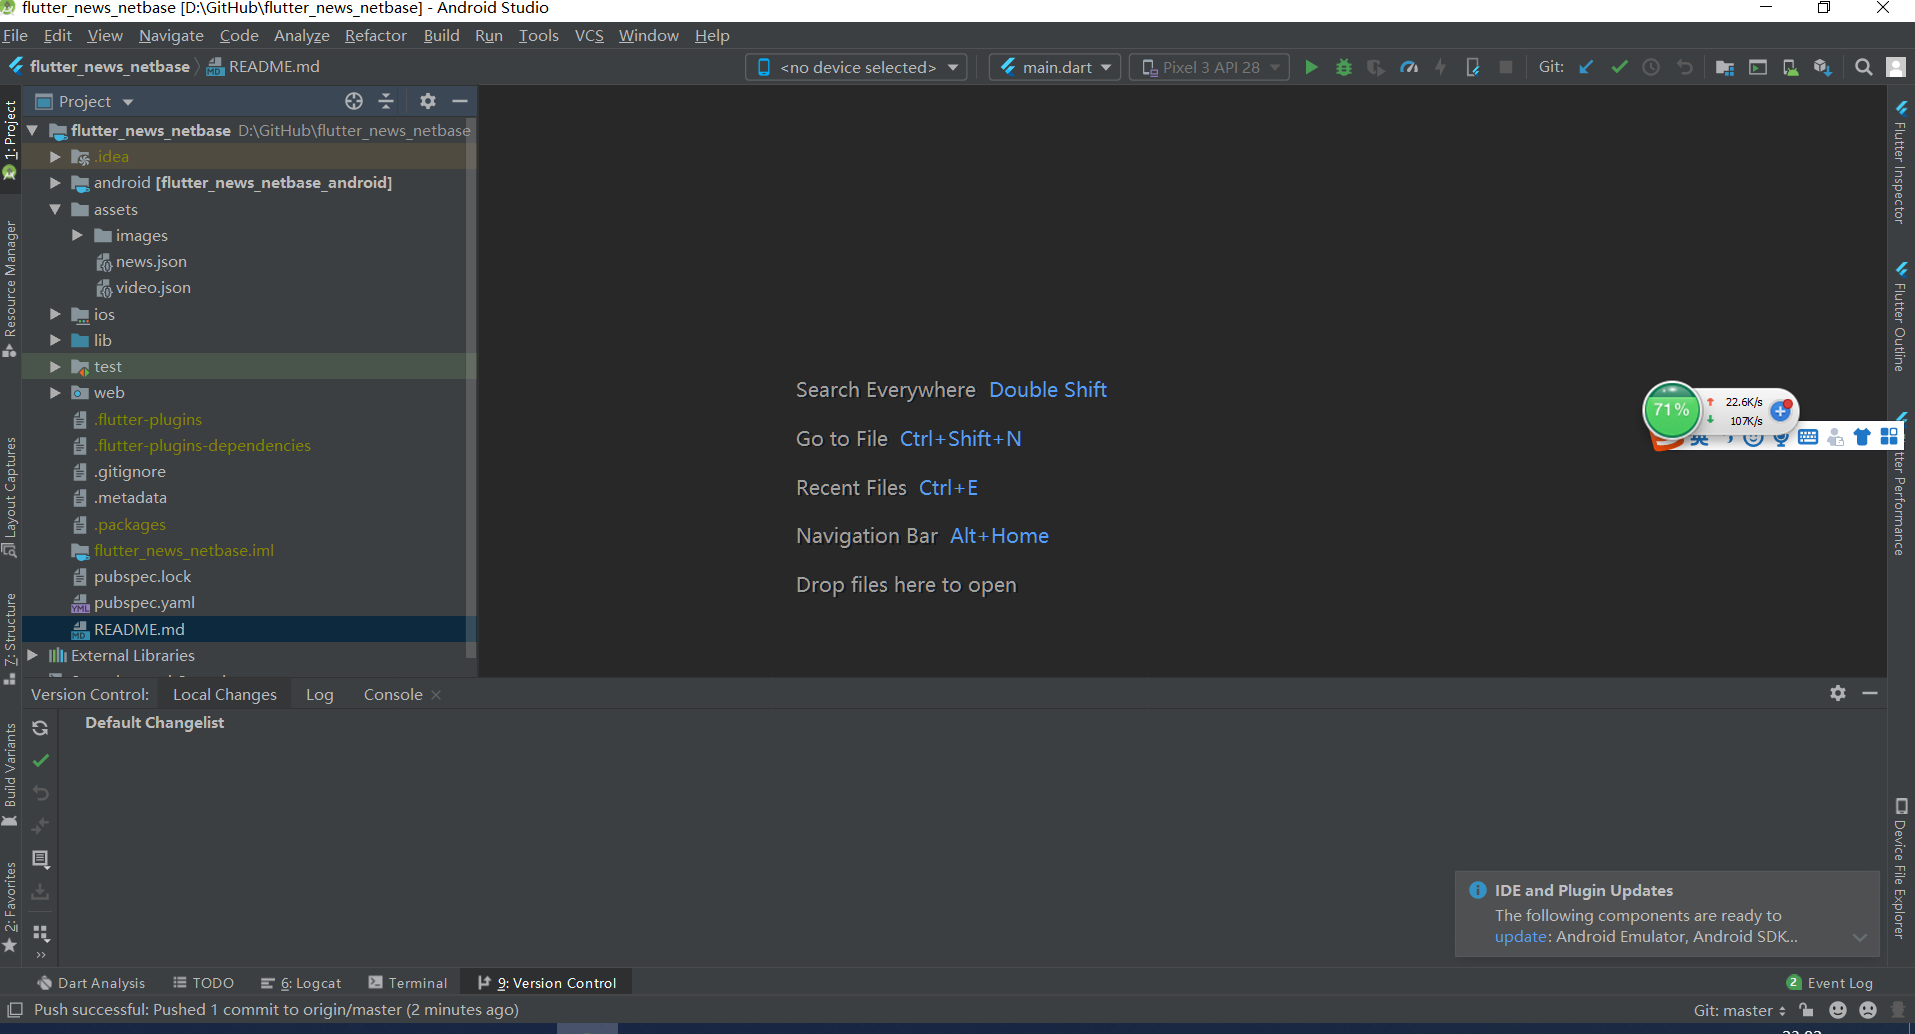 flutter_news_netbase [D:\GitHub\flutter_news_netbase] - Android Studio
File Edit View Navigate Code Analyze Refactor Build Run Tools VCS Window Help
flutter_news_netbase README.md <no device selected> main.dart Pixel 3 API 28 Git:
Project
flutter_news_netbase D:\GitHub\flutter_news_netbase
.idea
android [flutter_news_netbase_android]
assets
images
news.json
video.json
ios
lib
test
web
.flutter-plugins
.flutter-plugins-dependencies
.gitignore
.metadata
.packages
flutter_news_netbase.iml
pubspec.lock
pubspec.yaml
README.md
External Libraries
1: Project
Resource Manager
Layout Captures
7: Structure
Build Variants
2: Favorites
Search Everywhere Double Shift
Go to File Ctrl+Shift+N
Recent Files Ctrl+E
Navigation Bar Alt+Home
Drop files here to open
71%
22.6K/s
107K/s
英
Flutter Inspector
Flutter Outline
Device File Explorer
Version Control: Local Changes Log Console
Default Changelist
IDE and Plugin Updates
The following components are ready to
update: Android Emulator, Android SDK...
Dart Analysis TODO 6: Logcat Terminal 9: Version Control 2 Event Log
Push successful: Pushed 1 commit to origin/master (2 minutes ago) Git: master